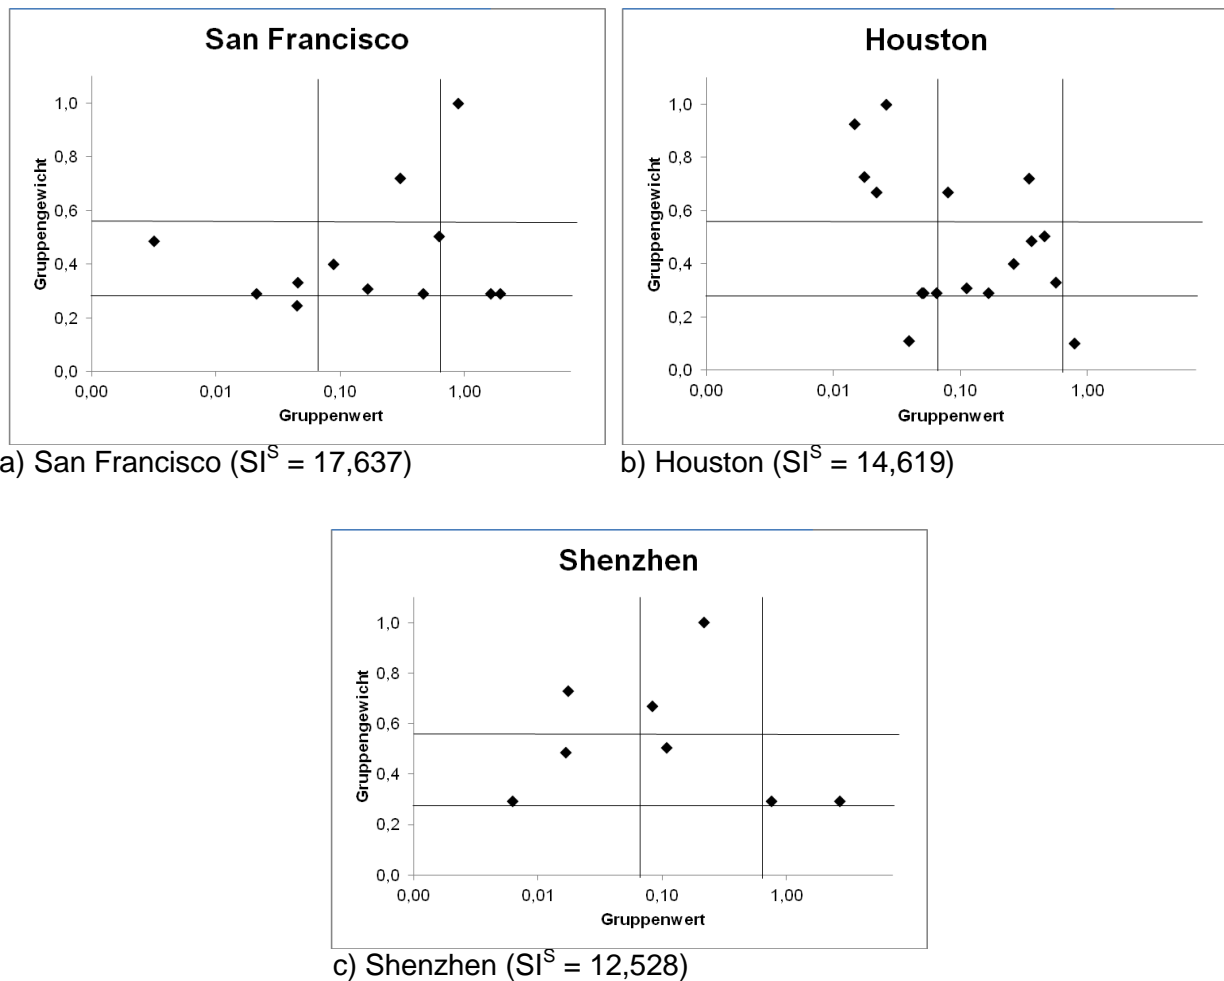 San Francisco
Gruppengewicht
1,0
0,8
0,6
0,4
0,2
0,0
0,00 0,01 0,10 1,00
Gruppenwert
a) San Francisco (SI^S = 17,637)
Houston
Gruppengewicht
1,0
0,8
0,6
0,4
0,2
0,0
0,00 0,01 0,10 1,00
Gruppenwert
b) Houston (SI^S = 14,619)
Shenzhen
Gruppengewicht
1,0
0,8
0,6
0,4
0,2
0,0
0,00 0,01 0,10 1,00
Gruppenwert
c) Shenzhen (SI^S = 12,528)